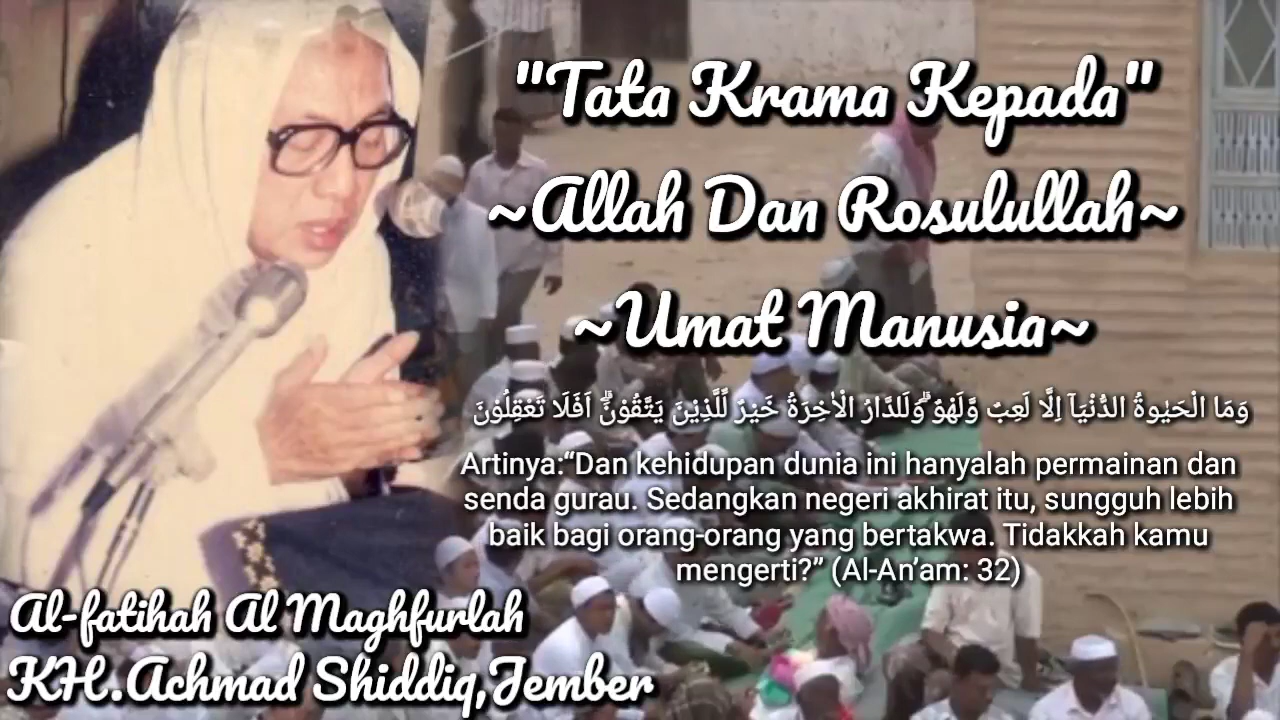 "Tata Krama Kepada"
~Allah Dan Rosulullah~
~Umat Manusia~
وَمَا الْحَيٰوةُ الدُّنْيَآ اِلَّا لَعِبٌ وَّلَهْوٌ ۗوَلَلدَّارُ الْاٰخِرَةُ خَيْرٌ لِّلَّذِيْنَ يَتَّقُوْنَۗ اَفَلَا تَعْقِلُوْنَ
Artinya:“Dan kehidupan dunia ini hanyalah permainan dan
senda gurau. Sedangkan negeri akhirat itu, sungguh lebih
baik bagi orang-orang yang bertakwa. Tidakkah kamu
mengerti?” (Al-An’am: 32)
Al-fatihah Al Maghfurlah
KH.Achmad Shiddiq,Jember